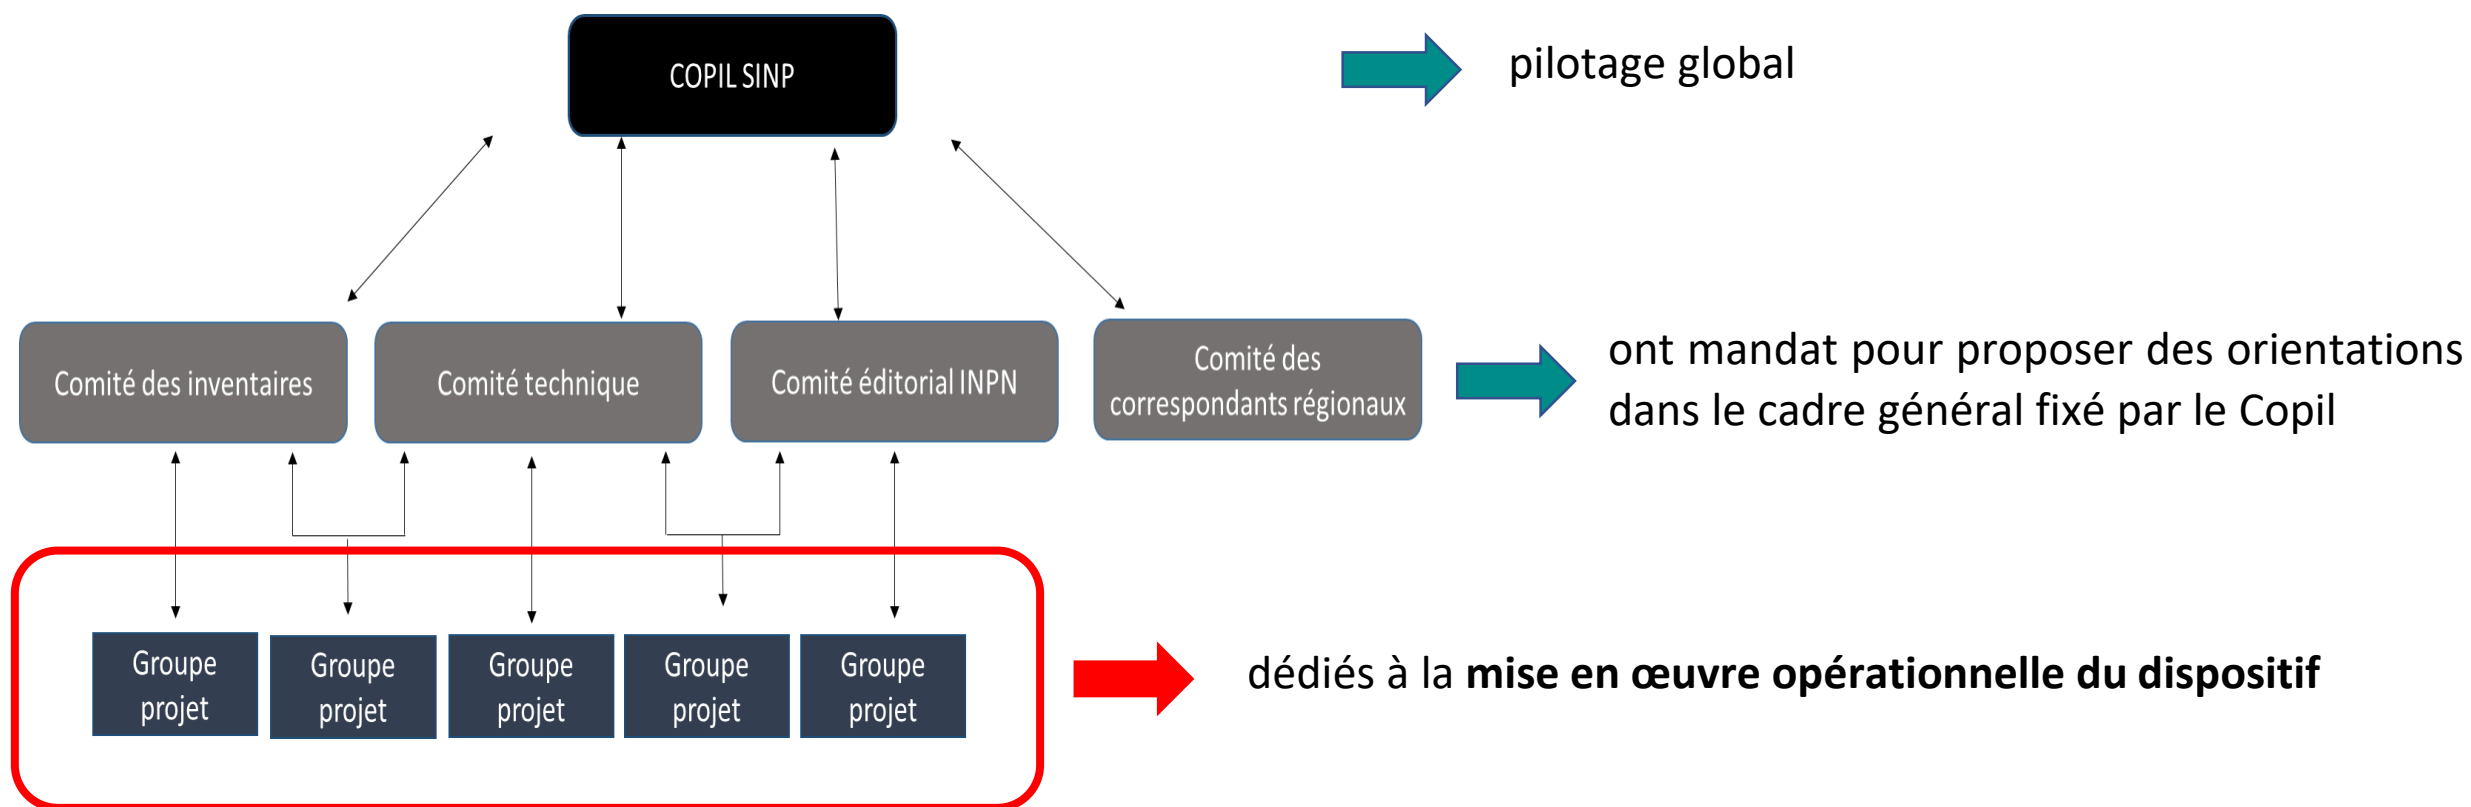 COPIL SINP
pilotage global
Comité des inventaires
Comité technique
Comité éditorial INPN
Comité des
correspondants régionaux
ont mandat pour proposer des orientations
dans le cadre général fixé par le Copil
Groupe
projet
Groupe
projet
Groupe
projet
Groupe
projet
Groupe
projet
dédiés à la mise en œuvre opérationnelle du dispositif